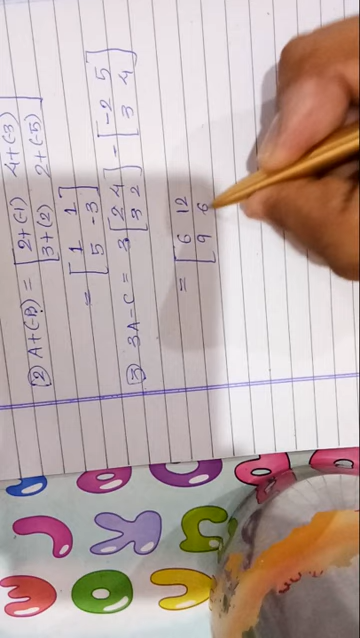 ② A+(-B) = [2+(-1) 4+(-3)
3+(2) 2+(-5)]
= [1 1
5 -3]
③ 3A-C = 3[2 4
3 2] - [-2 5
3 4]
= [6 12
9 6